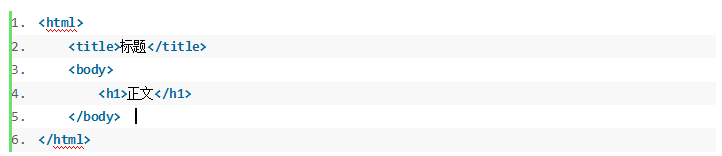 1. <html>
2.     <title>标题</title>
3.     <body>
4.         <h1>正文</h1>
5.     </body>
6. </html>